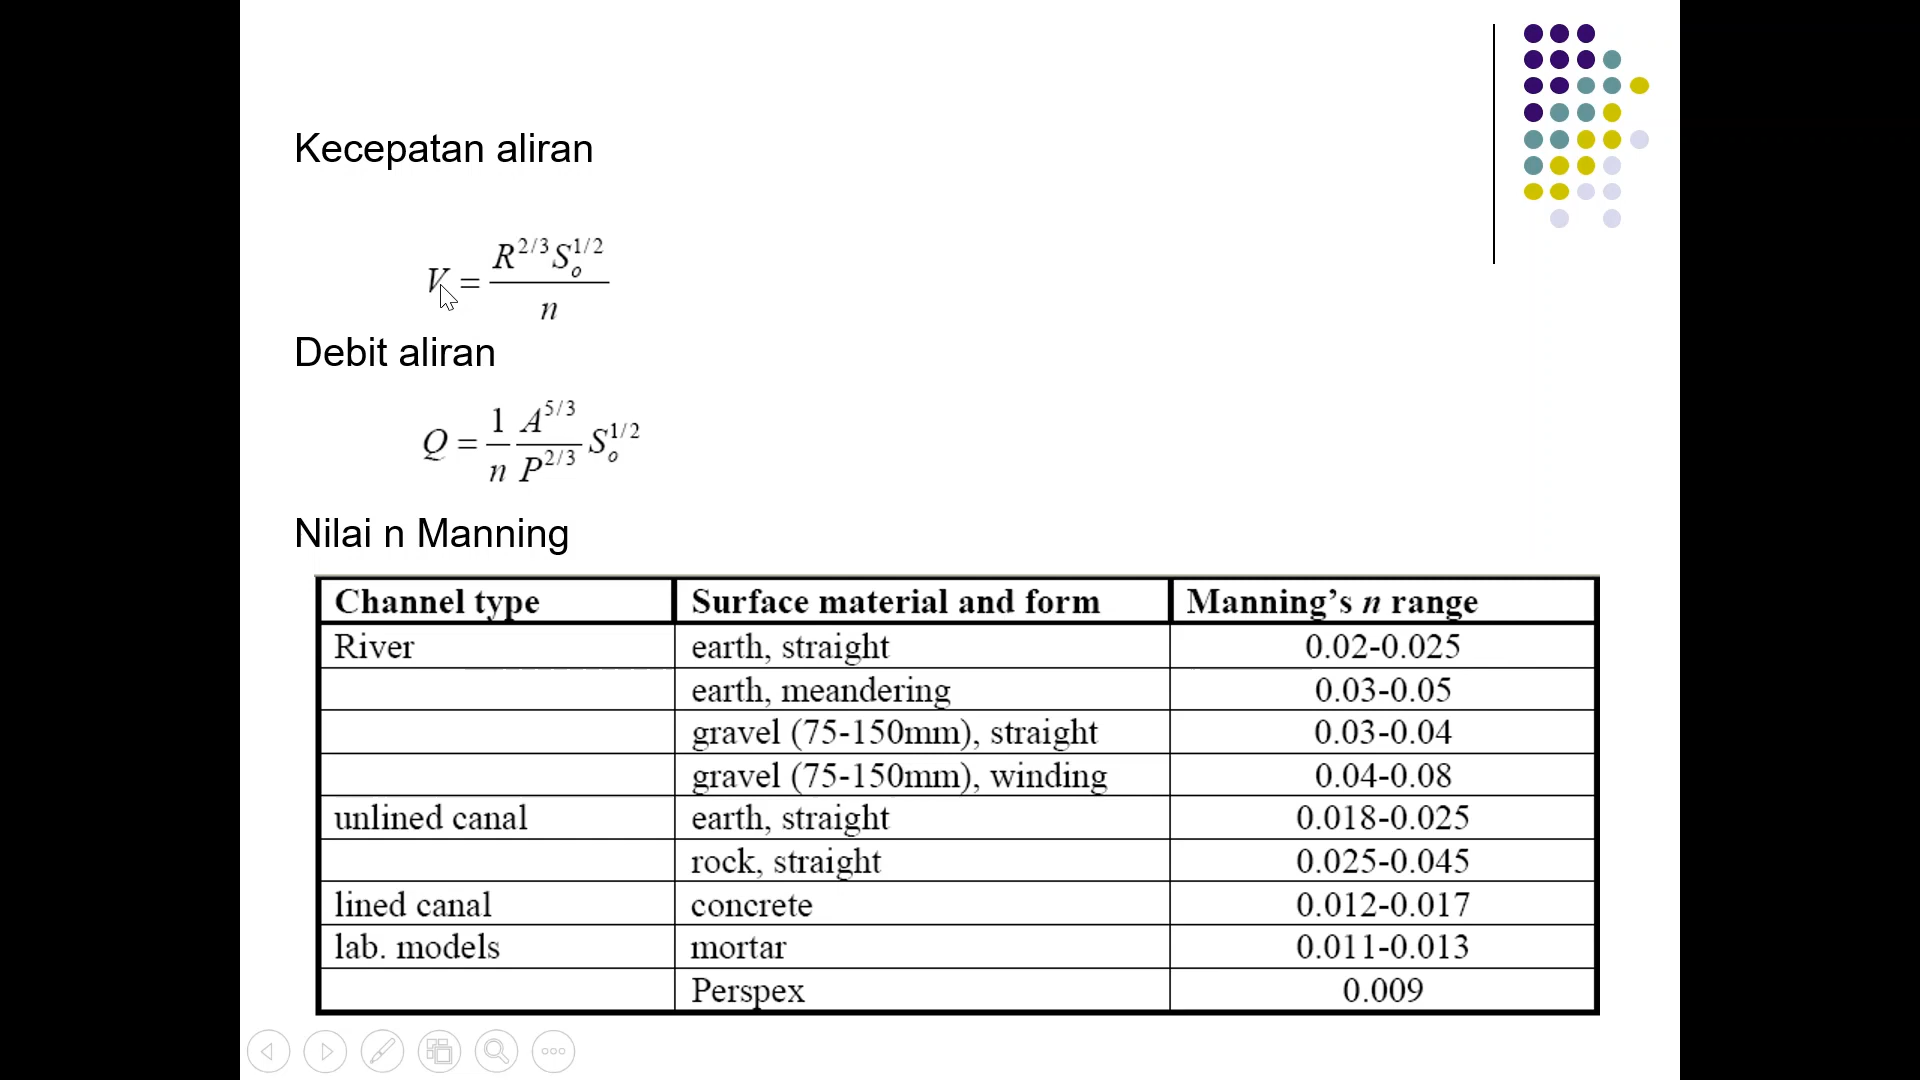 Kecepatan aliran
V = R^{2/3} S_o^{1/2} / n
Debit aliran
Q = 1/n A^{5/3}/P^{2/3} S_o^{1/2}
Nilai n Manning
Channel type Surface material and form Manning’s n range
River earth, straight 0.02-0.025
earth, meandering 0.03-0.05
gravel (75-150mm), straight 0.03-0.04
gravel (75-150mm), winding 0.04-0.08
unlined canal earth, straight 0.018-0.025
rock, straight 0.025-0.045
lined canal concrete 0.012-0.017
lab. models mortar 0.011-0.013
Perspex 0.009